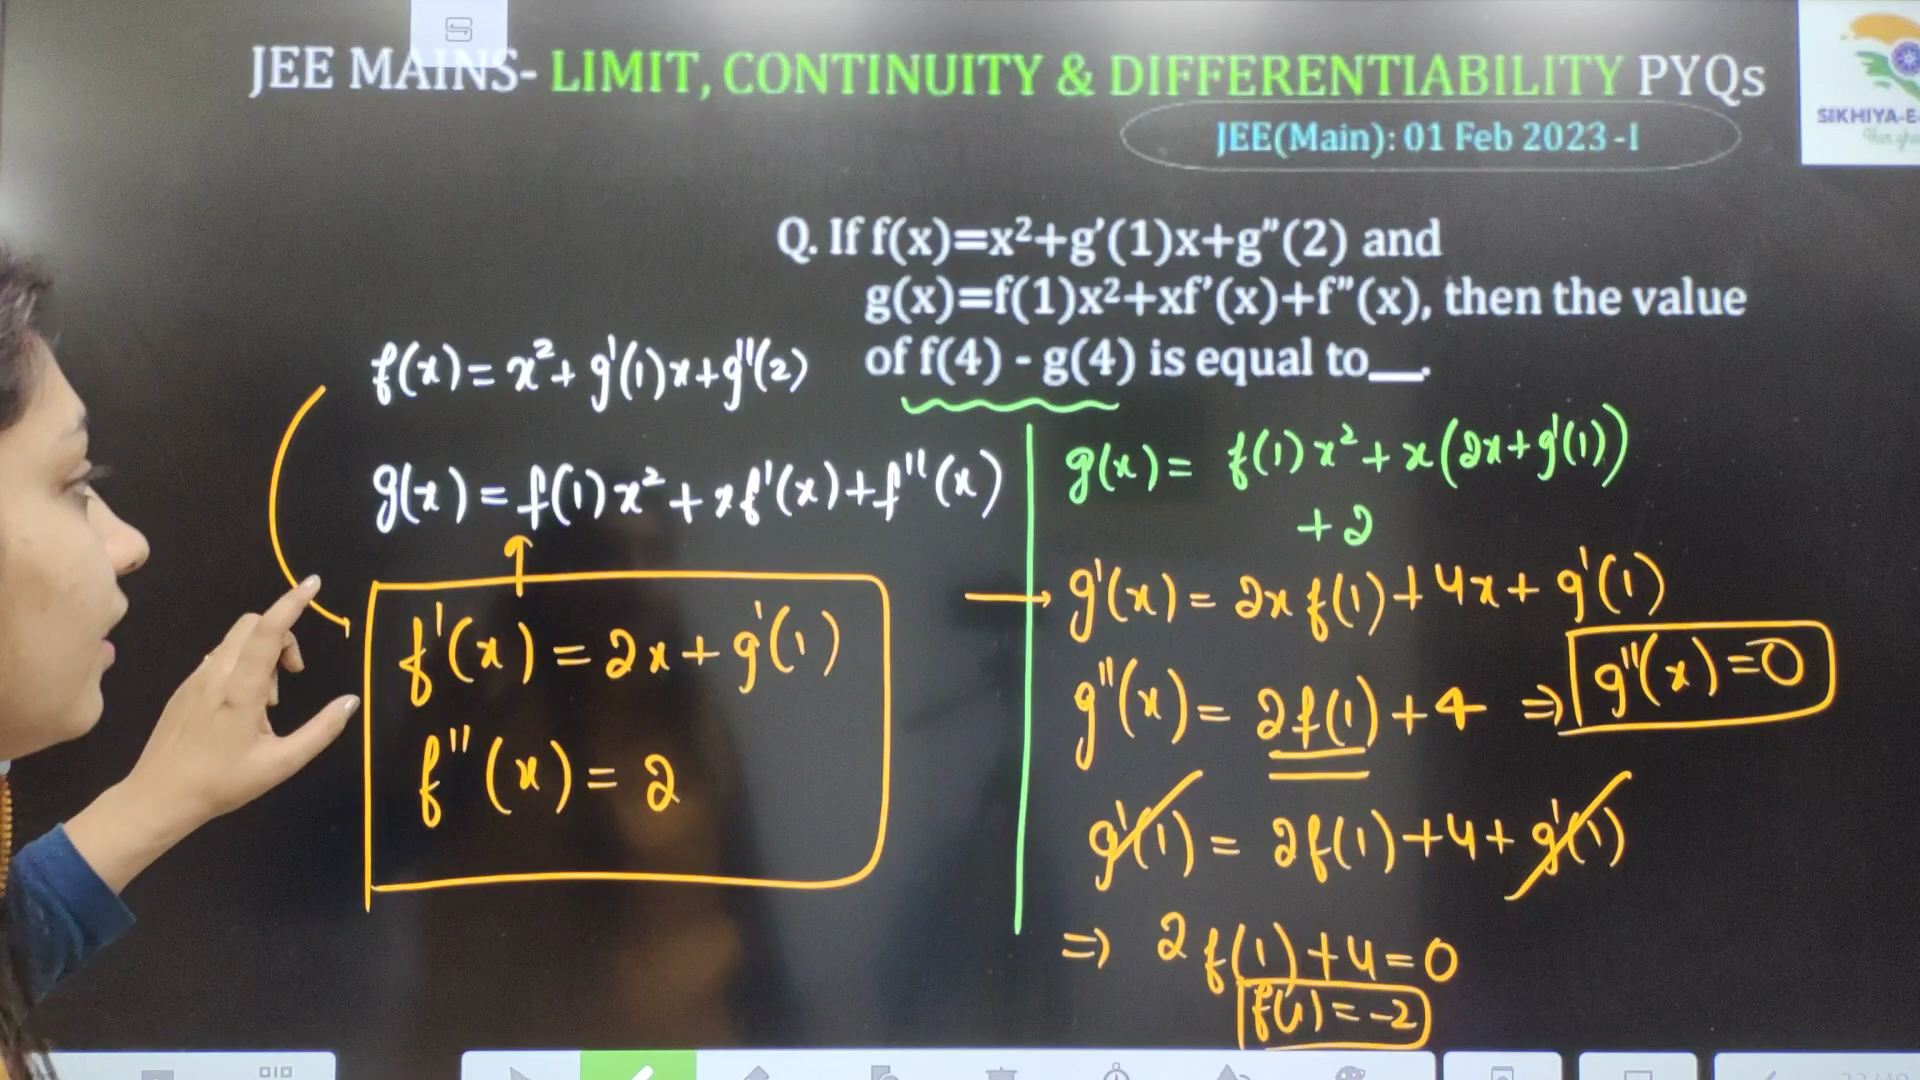 JEE MAINS- LIMIT, CONTINUITY & DIFFERENTIABILITY PYQs
JEE(Main): 01 Feb 2023 -I
SIKHIYA-E-
Q. If f(x)=x²+g'(1)x+g”(2) and
g(x)=f(1)x²+xf’(x)+f”(x), then the value
of f(4) - g(4) is equal to__.
f(x) = x² + g'(1)x + g''(2)
g(x) = f(1)x² + xf'(x) + f''(x)
f'(x) = 2x + g'(1)
f''(x) = 2
g(x) = f(1)x² + x(2x + g'(1))
+ 2
g'(x) = 2x f(1) + 4x + g'(1)
g''(x) = 2f(1) + 4 ⇒ g''(x) = 0
g'(1) = 2f(1) + 4 + g'(1)
⇒ 2f(1) + 4 = 0
f(1) = -2